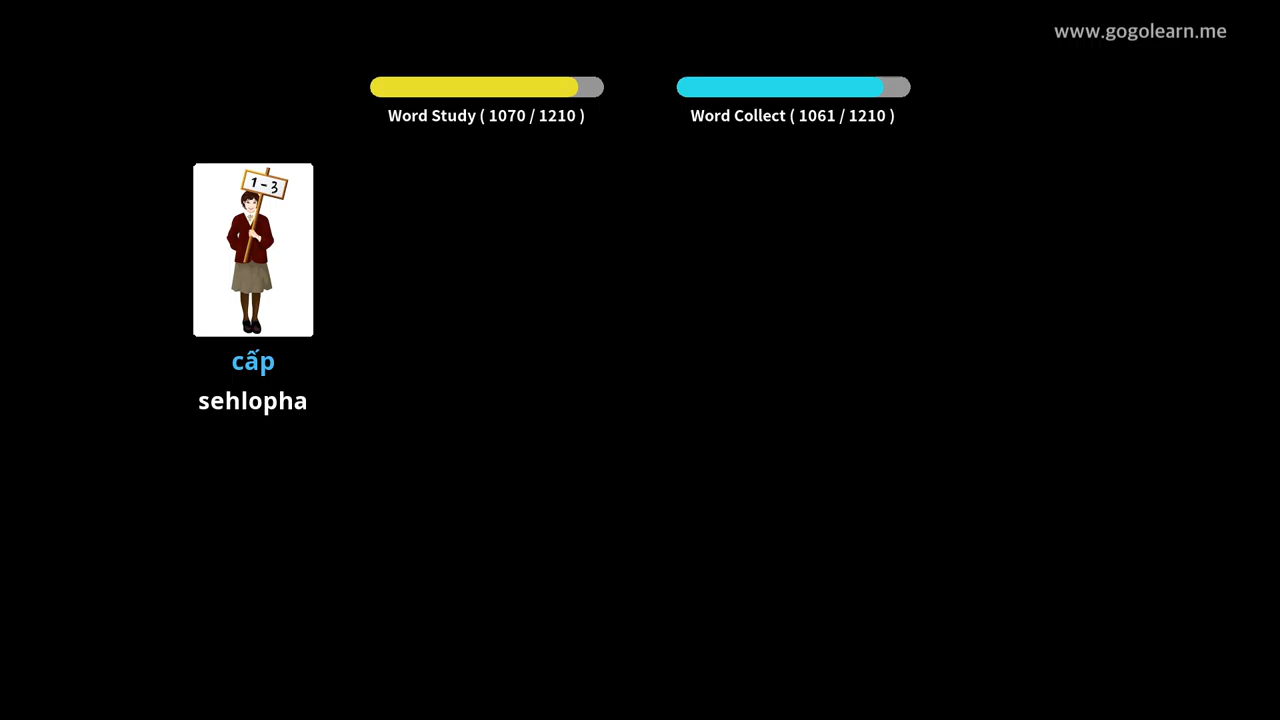 www.gogolearn.me
Word Study ( 1070 / 1210 )
Word Collect ( 1061 / 1210 )
1 - 3
cấp
sehlopha